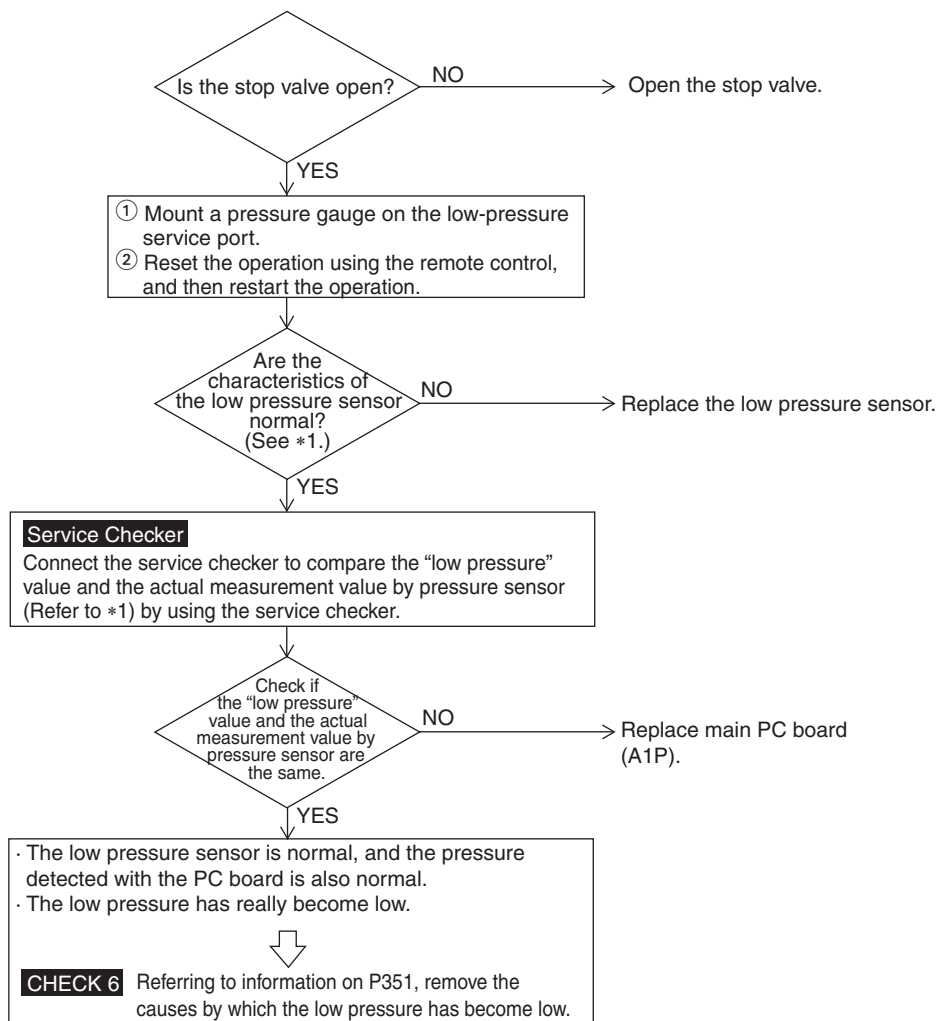 Is the stop valve open?
NO
Open the stop valve.
YES
① Mount a pressure gauge on the low-pressure
service port.
② Reset the operation using the remote control,
and then restart the operation.
Are the
characteristics of
the low pressure sensor
normal?
(See *1.)
NO
Replace the low pressure sensor.
YES
Service Checker
Connect the service checker to compare the “low pressure”
value and the actual measurement value by pressure sensor
(Refer to *1) by using the service checker.
Check if
the “low pressure”
value and the actual
measurement value by
pressure sensor are
the same.
NO
Replace main PC board
(A1P).
YES
· The low pressure sensor is normal, and the pressure
detected with the PC board is also normal.
· The low pressure has really become low.
CHECK 6 Referring to information on P351, remove the
causes by which the low pressure has become low.